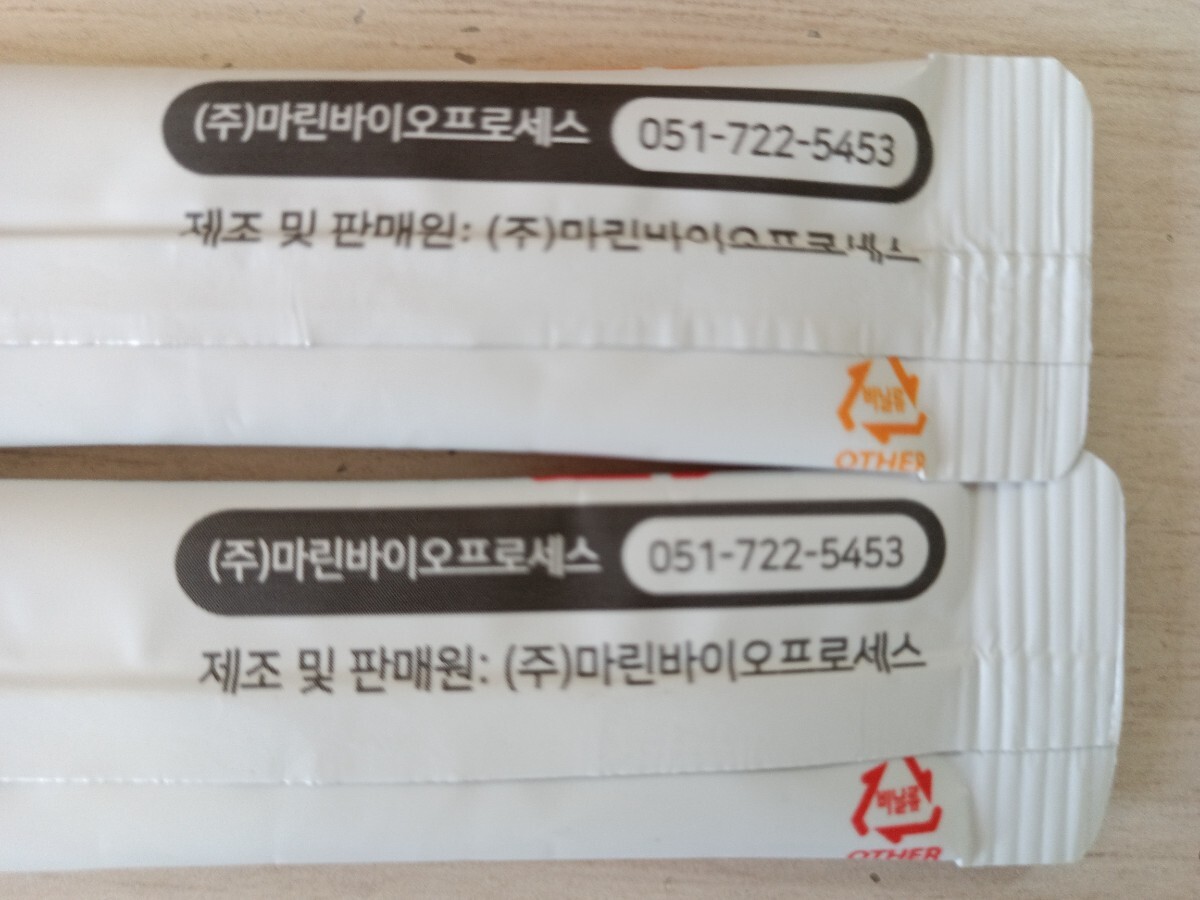 (주)마린바이오프로세스 051-722-5453
제조 및 판매원: (주)마린바이오프로세스
비닐류
OTHER
(주)마린바이오프로세스 051-722-5453
제조 및 판매원: (주)마린바이오프로세스
비닐류
OTHER